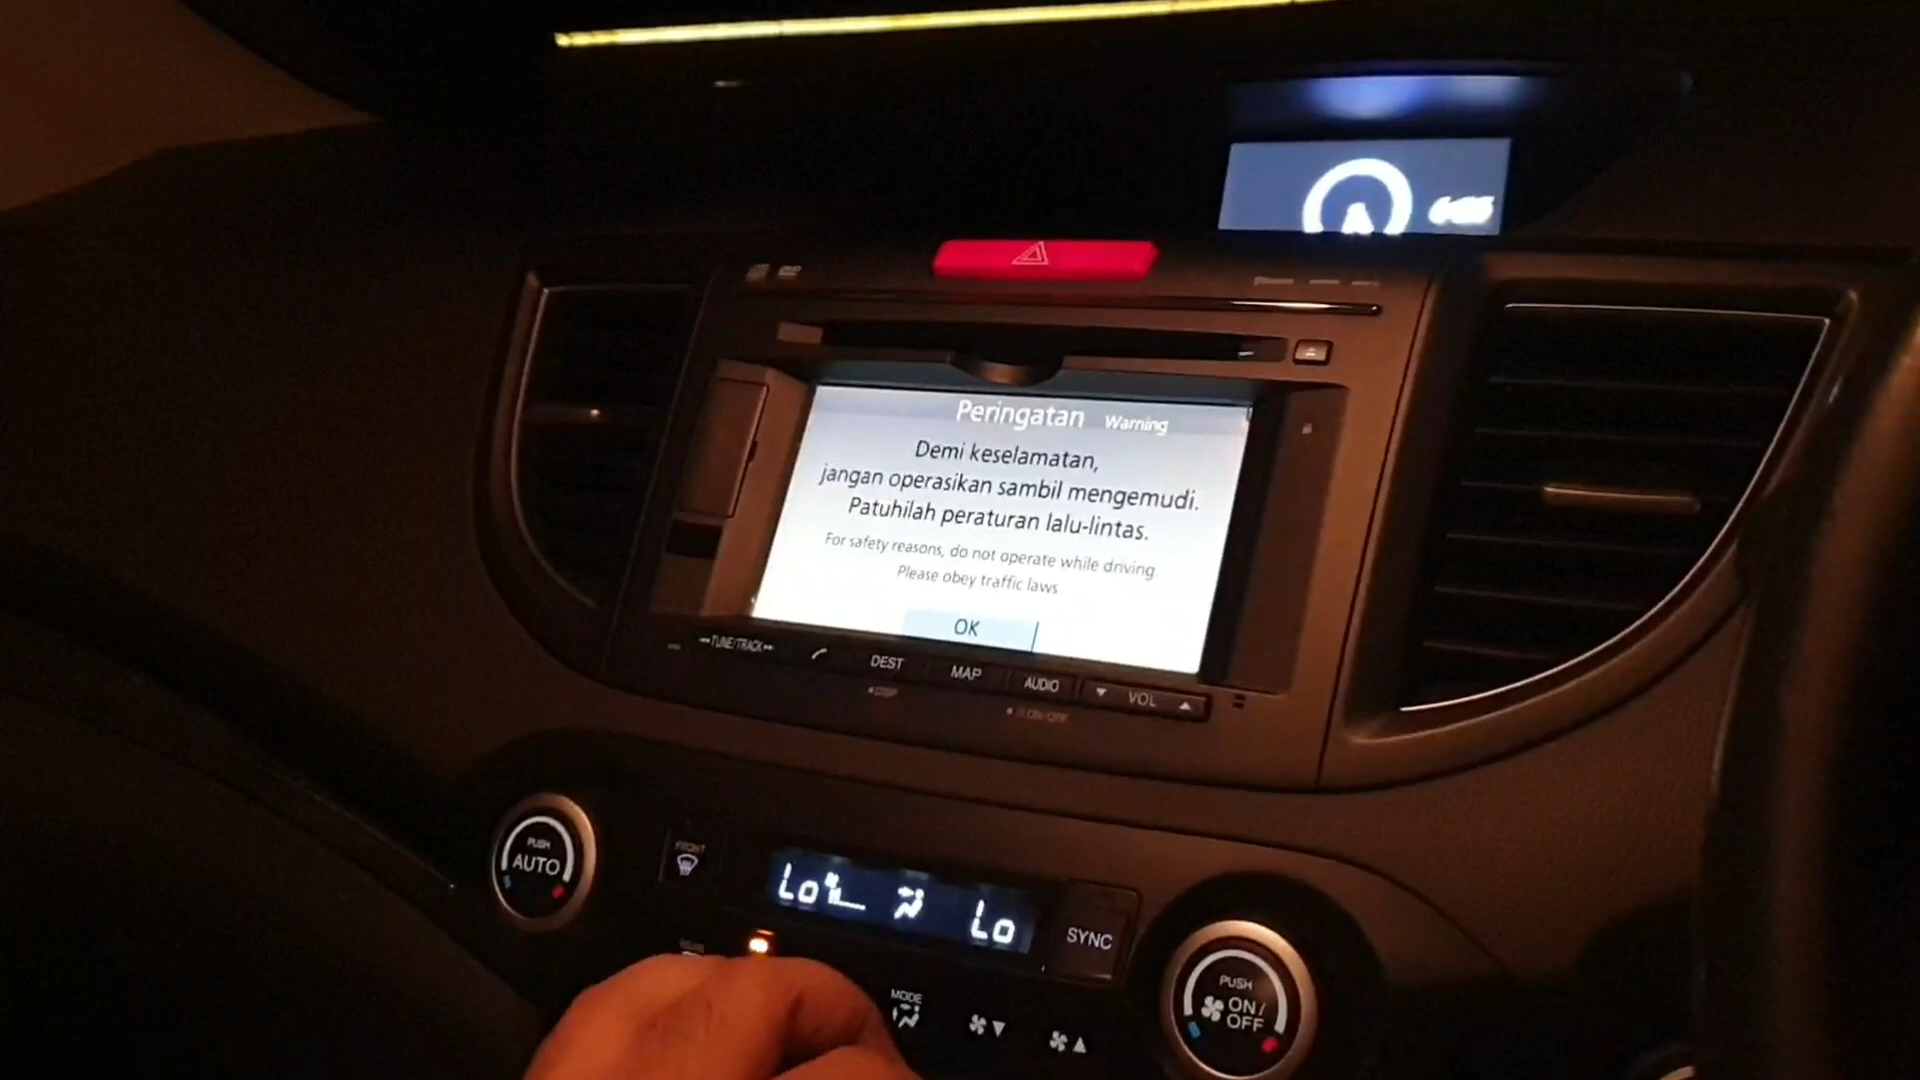 Peringatan Warning
Demi keselamatan,
jangan operasikan sambil mengemudi.
Patuhilah peraturan lalu-lintas.
For safety reasons, do not operate while driving.
Please obey traffic laws
OK
TUNE/TRACK
DEST
MAP
AUDIO
VOL
PUSH
AUTO
FRONT
Lo
Lo
SYNC
MODE
PUSH
ON/
OFF